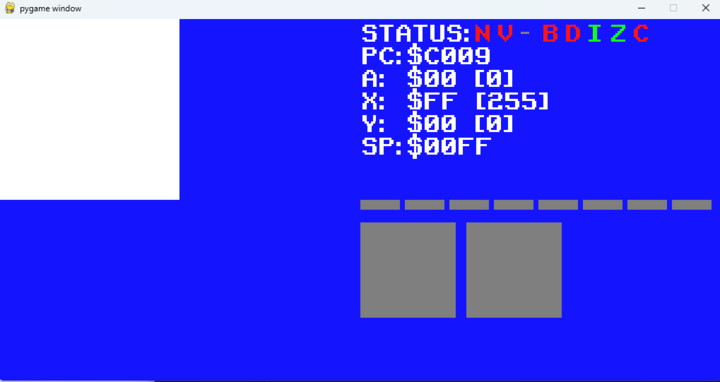 pygame window
STATUS: N V - B D I Z C
PC:$C009
A: $00 [0]
X: $FF [255]
Y: $00 [0]
SP:$00FF